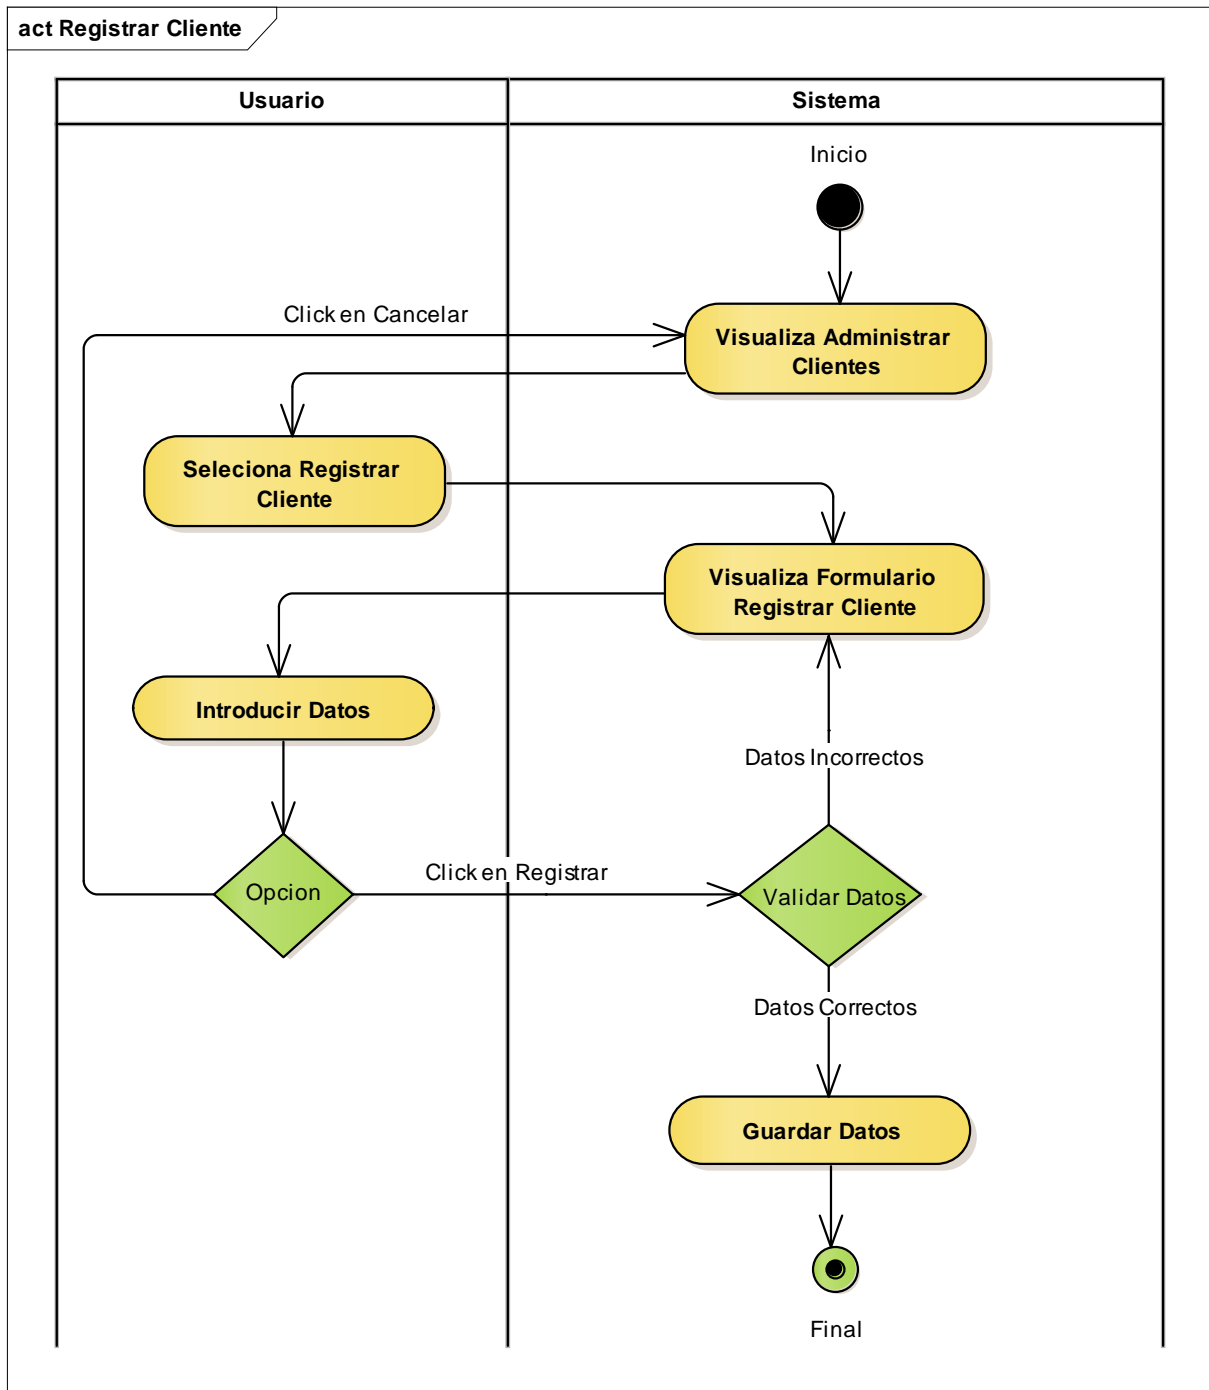 act Registrar Cliente
Usuario
Sistema
Inicio
Click en Cancelar
Visualiza Administrar
Clientes
Seleciona Registrar
Cliente
Visualiza Formulario
Registrar Cliente
Introducir Datos
Datos Incorrectos
Click en Registrar
Opcion
Validar Datos
Datos Correctos
Guardar Datos
Final